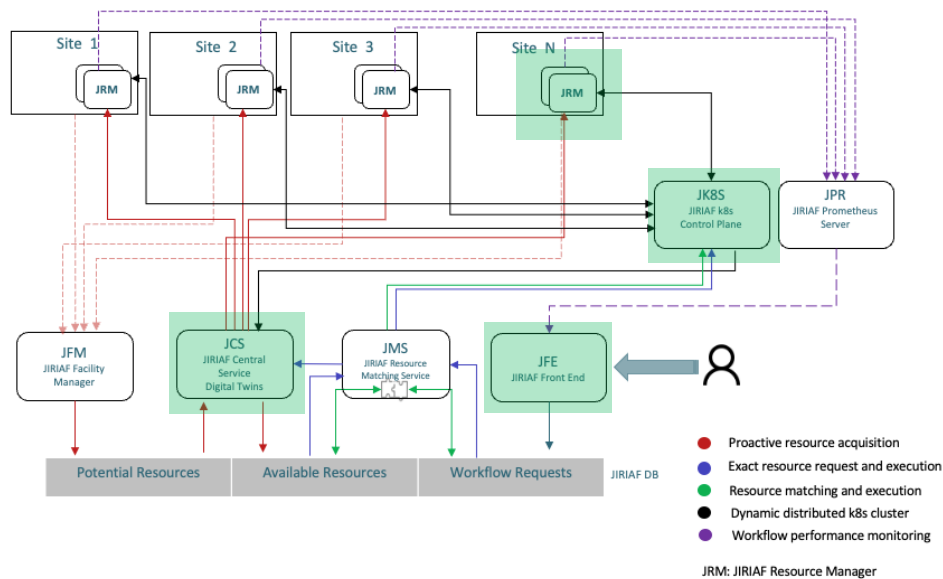 Site 1
Site 2
Site 3
Site N
JRM
JRM
JRM
JRM
JK8S
JIRIAF k8s
Control Plane
JPR
JIRIAF Prometheus
Server
JFM
JIRIAF Facility
Manager
JCS
JIRIAF Central
Service
Digital Twins
JMS
JIRIAF Resource
Matching Service
JFE
JIRIAF Front End
Potential Resources
Available Resources
Workflow Requests
JIRIAF DB
Proactive resource acquisition
Exact resource request and execution
Resource matching and execution
Dynamic distributed k8s cluster
Workflow performance monitoring
JRM: JIRIAF Resource Manager